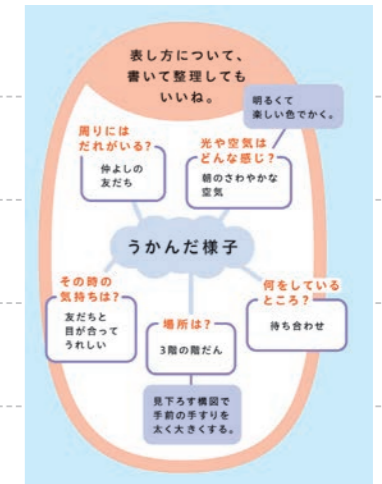 表し方について、
書いて整理しても
いいね。
明るくて
楽しい色でかく。
周りには
だれがいる?
仲よしの
友だち
光や空気は
どんな感じ?
朝のさわやかな
空気
うかんだ様子
その時の
気持ちは?
友だちと
目が合って
うれしい
場所は?
3階の階だん
何をしている
ところ?
待ち合わせ
見下ろす構図で
手前の手すりを
太く大きくする。